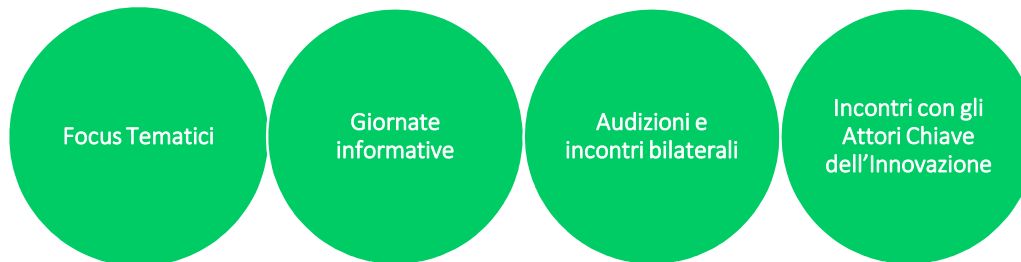 Focus Tematici
Giornate
informative
Audizioni e
incontri bilaterali
Incontri con gli
Attori Chiave
dell’Innovazione